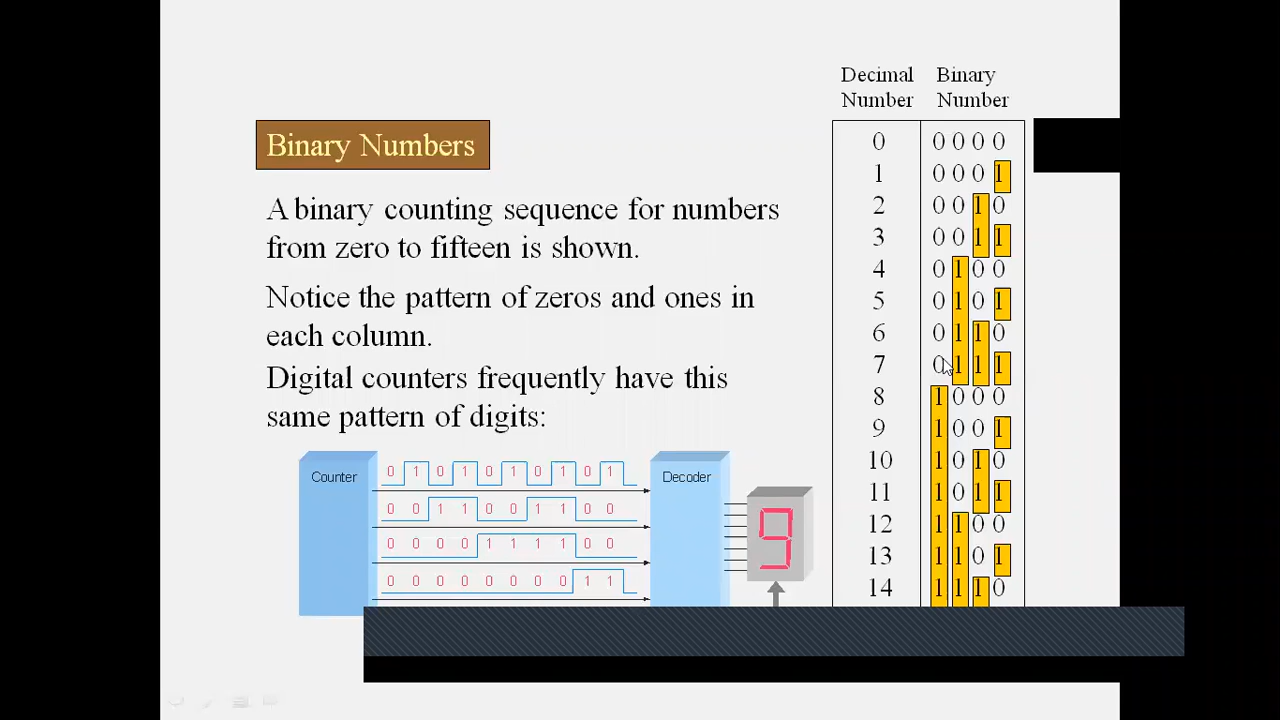 Decimal Number Binary Number
Binary Numbers
A binary counting sequence for numbers
from zero to fifteen is shown.
Notice the pattern of zeros and ones in
each column.
Digital counters frequently have this
same pattern of digits:
Counter
0 1 0 1 0 1 0 1 0 1
0 0 1 1 0 0 1 1 0 0
0 0 0 0 1 1 1 1 0 0
0 0 0 0 0 0 0 0 1 1
Decoder
9
0 0 0 0 0
1 0 0 0 1
2 0 0 1 0
3 0 0 1 1
4 0 1 0 0
5 0 1 0 1
6 0 1 1 0
7 0 1 1 1
8 1 0 0 0
9 1 0 0 1
10 1 0 1 0
11 1 0 1 1
12 1 1 0 0
13 1 1 0 1
14 1 1 1 0